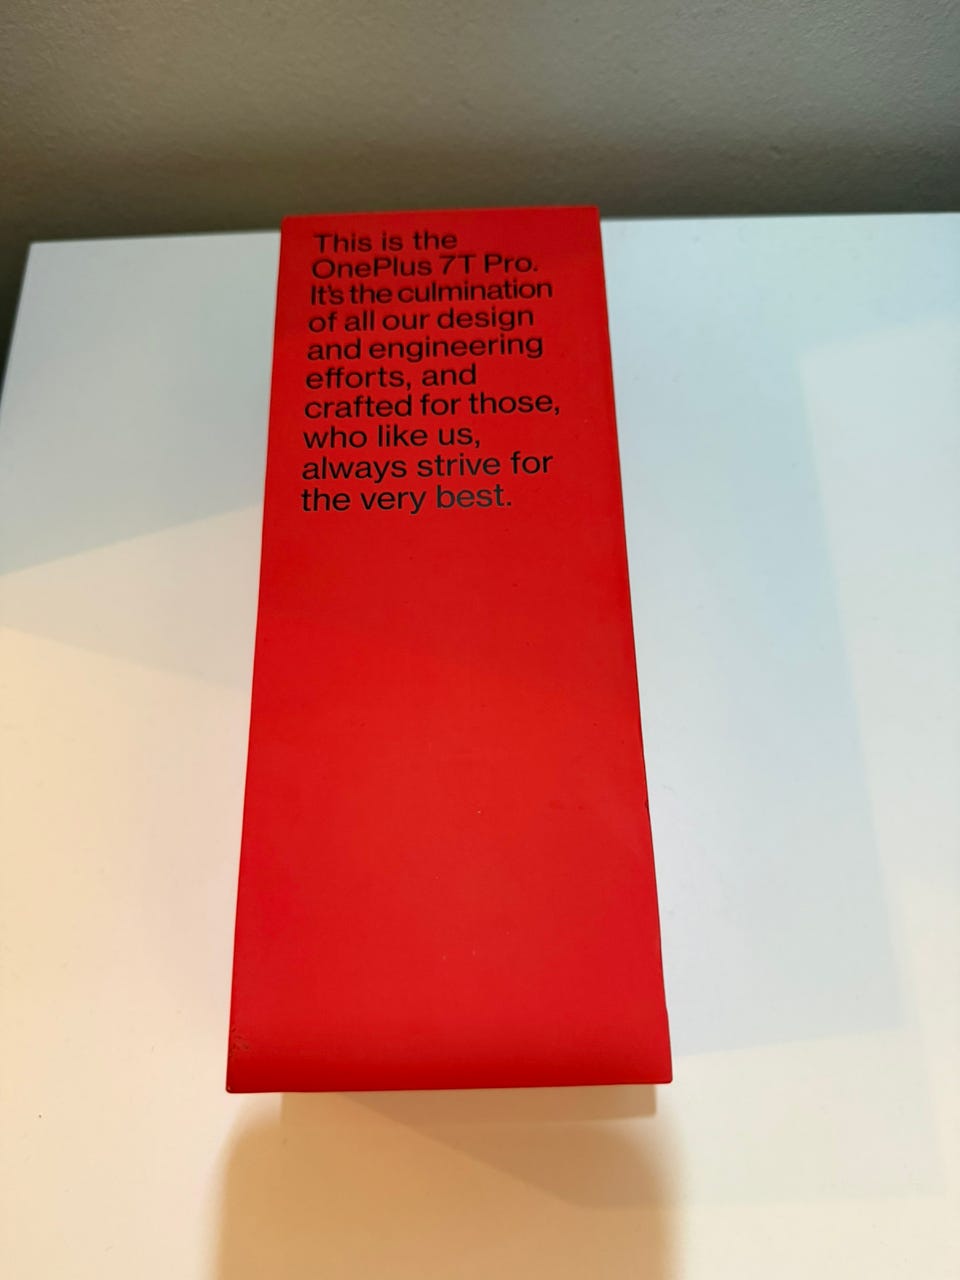 This is the
OnePlus 7T Pro.
It's the culmination
of all our design
and engineering
efforts, and
crafted for those,
who like us,
always strive for
the very best.